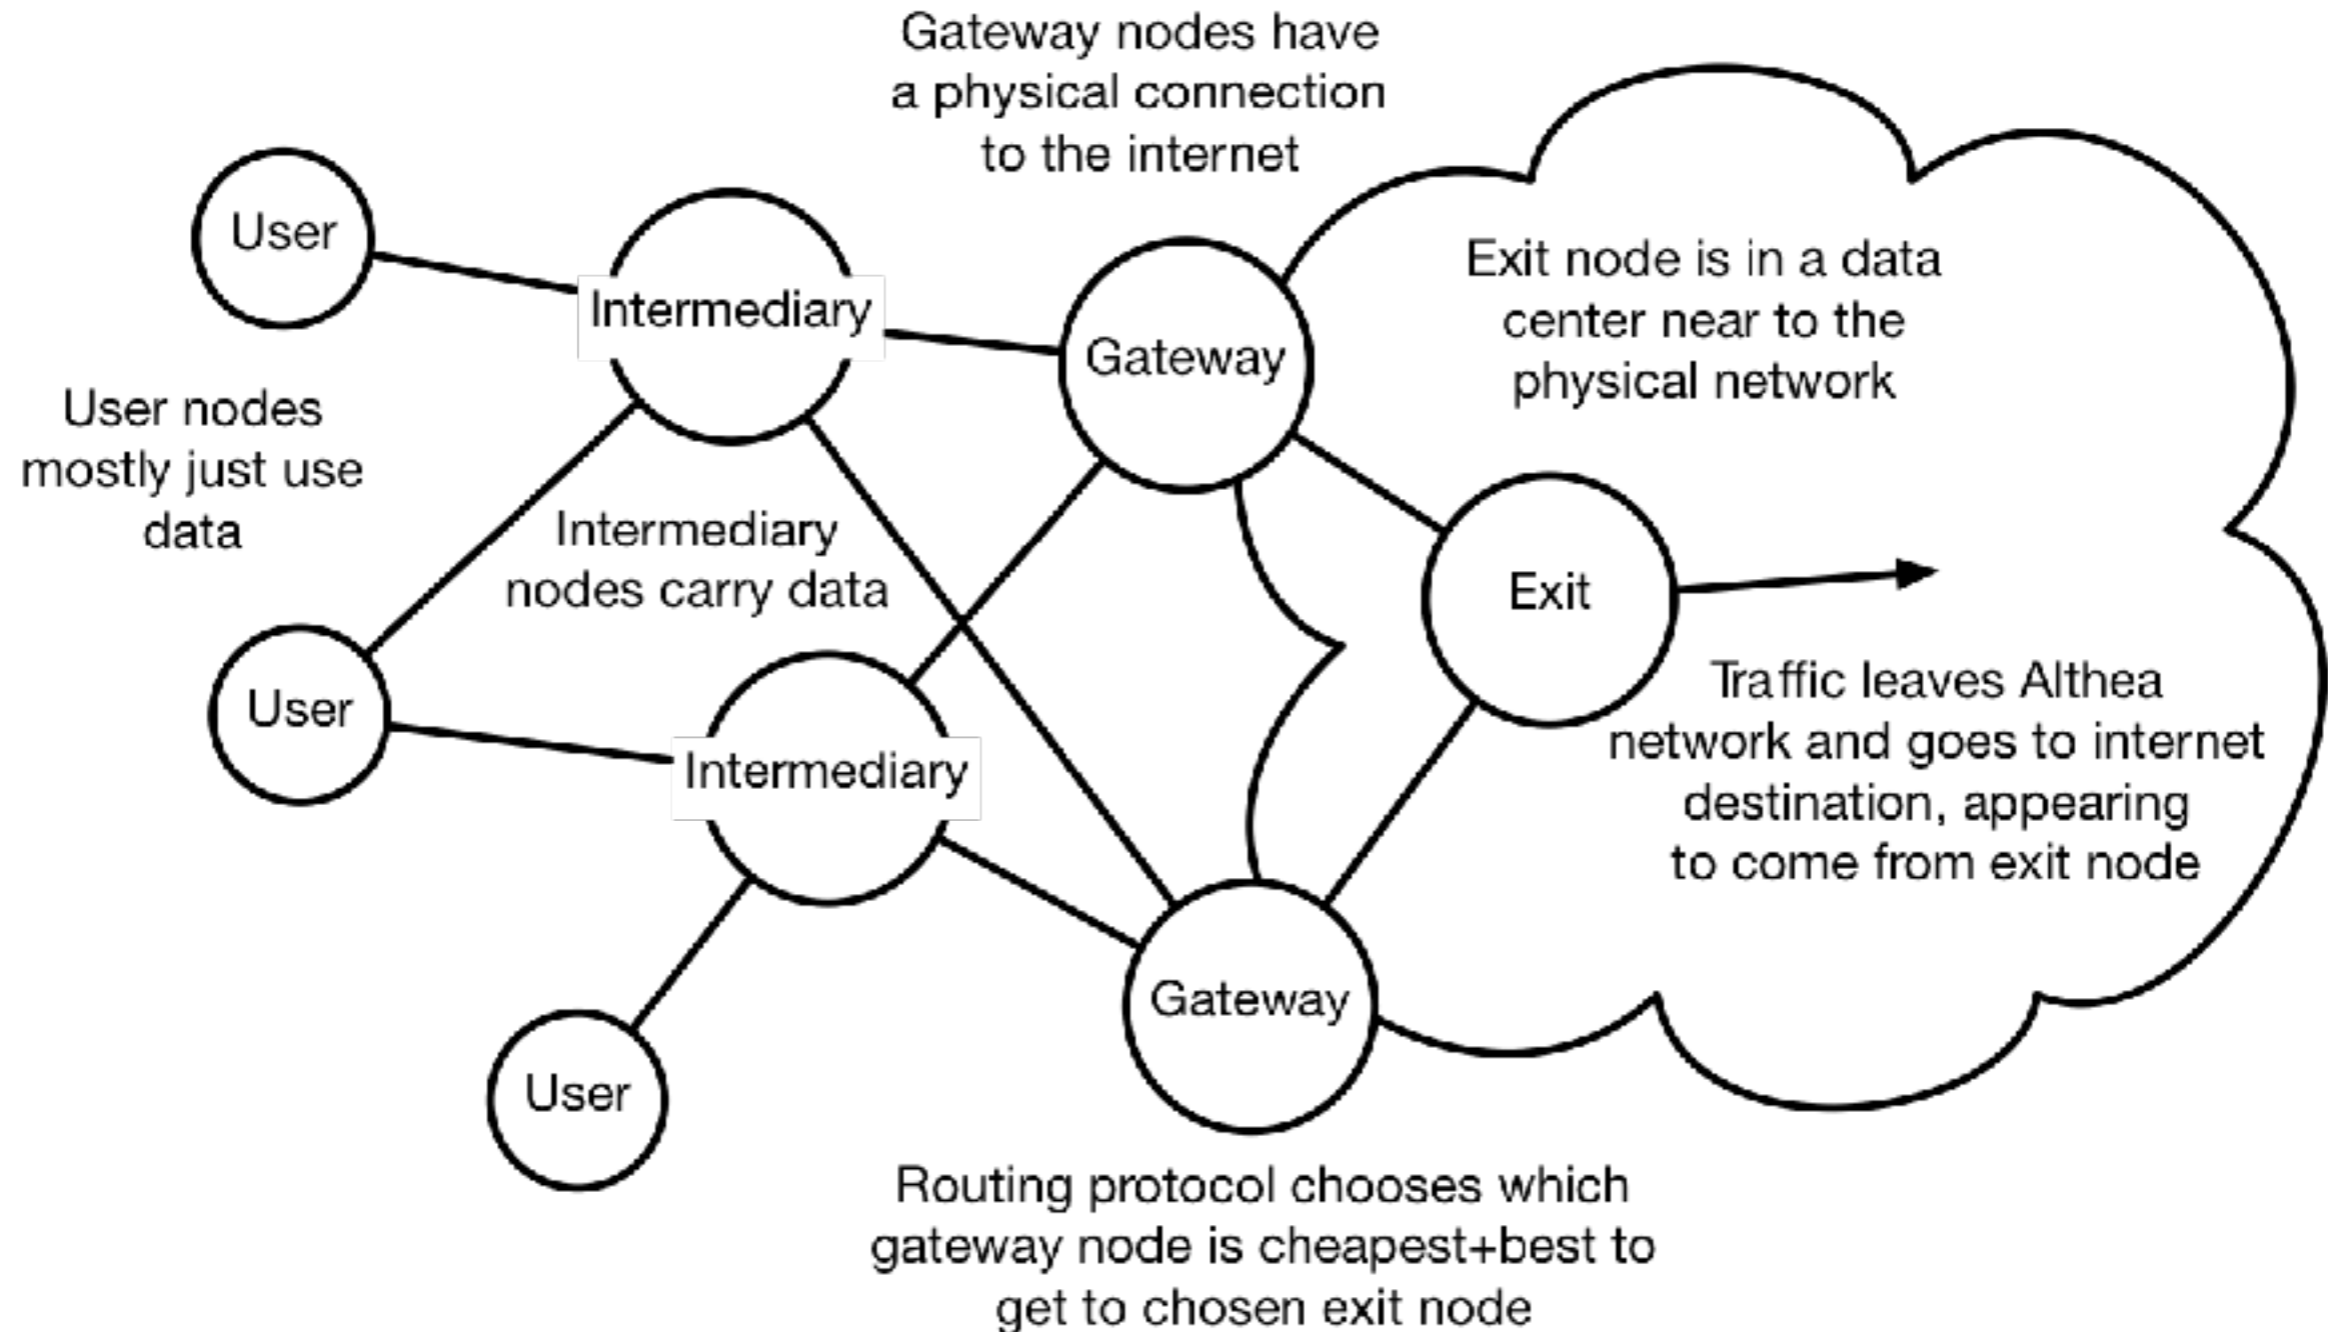 Gateway nodes have
a physical connection
to the internet
User
Intermediary
Gateway
Exit node is in a data
center near to the
physical network
User nodes
mostly just use
data
Intermediary
nodes carry data
Exit
User
Intermediary
Traffic leaves Althea
network and goes to internet
destination, appearing
to come from exit node
Gateway
User
Routing protocol chooses which
gateway node is cheapest+best to
get to chosen exit node